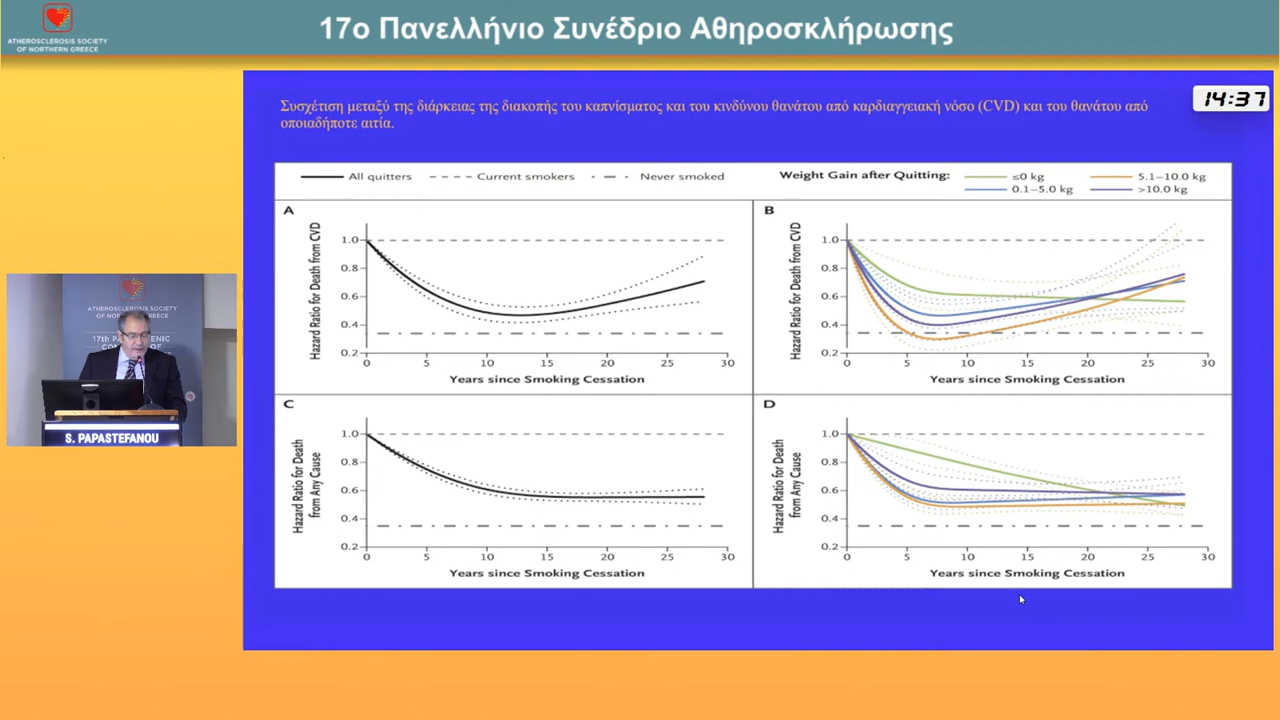 ATHEROSCLEROSIS SOCIETY
OF NORTHERN GREECE
17ο Πανελλήνιο Συνέδριο Αθηροσκλήρωσης
14:37
Συσχέτιση μεταξύ της διάρκειας της διακοπής του καπνίσματος και του κινδύνου θανάτου από καρδιαγγειακή νόσο (CVD) και του θανάτου από
οποιαδήποτε αιτία.
All quitters Current smokers Never smoked
Weight Gain after Quitting: ≤0 kg 5.1–10.0 kg
0.1–5.0 kg >10.0 kg
A
Hazard Ratio for Death from CVD
1.0
0.8
0.6
0.4
0.2
0 5 10 15 20 25 30
Years since Smoking Cessation
B
Hazard Ratio for Death from CVD
1.0
0.8
0.6
0.4
0.2
0 5 10 15 20 25 30
Years since Smoking Cessation
C
Hazard Ratio for Death
from Any Cause
1.0
0.8
0.6
0.4
0.2
0 5 10 15 20 25 30
Years since Smoking Cessation
D
Hazard Ratio for Death
from Any Cause
1.0
0.8
0.6
0.4
0.2
0 5 10 15 20 25 30
Years since Smoking Cessation
ATHEROSCLEROSIS SOCIETY
OF NORTHERN GREECE
17th
S. PAPASTEFANOU